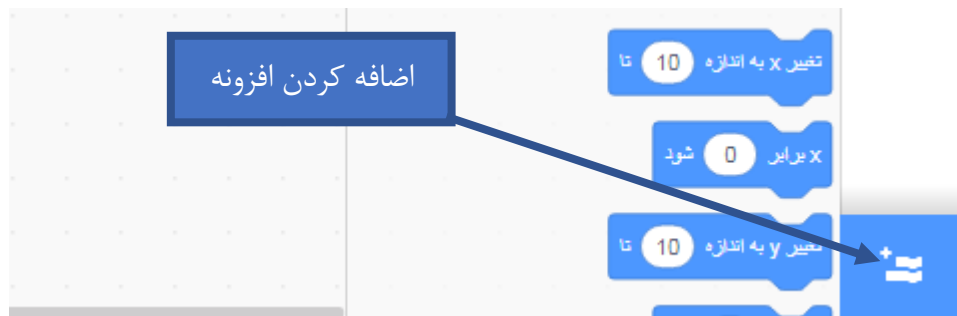 تغییر x به اندازه 10 تا
اضافه کردن افزونه
x برابر 0 شود
تغییر y به اندازه 10 تا